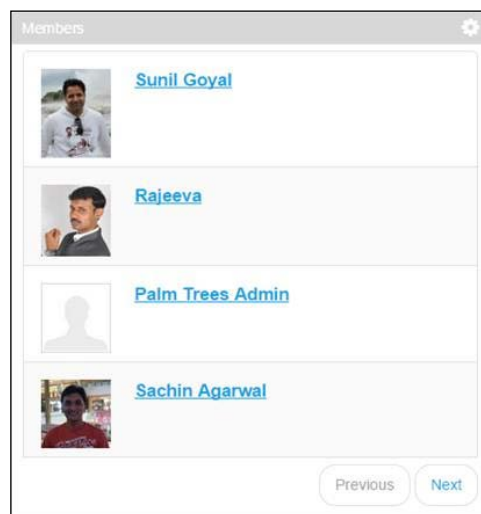 Members
Sunil Goyal
Rajeeva
Palm Trees Admin
Sachin Agarwal
Previous Next